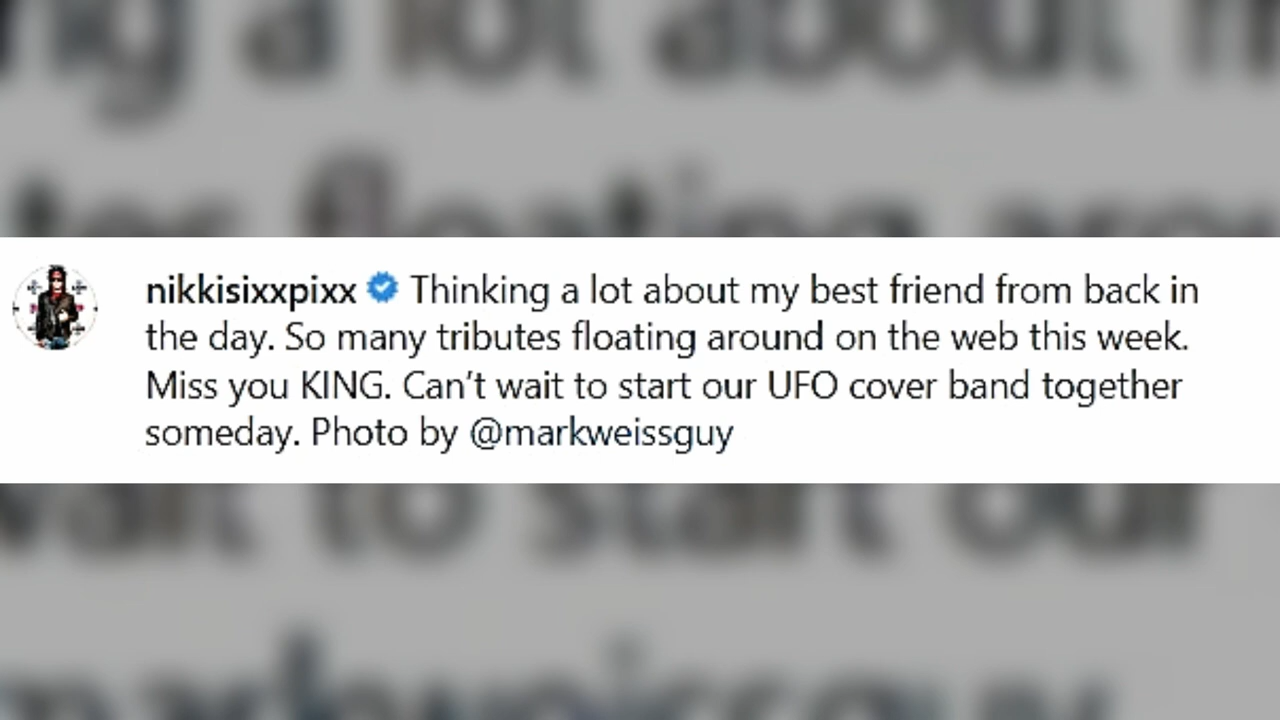 nikkisixxpixx Thinking a lot about my best friend from back in
the day. So many tributes floating around on the web this week.
Miss you KING. Can't wait to start our UFO cover band together
someday. Photo by @markweissguy